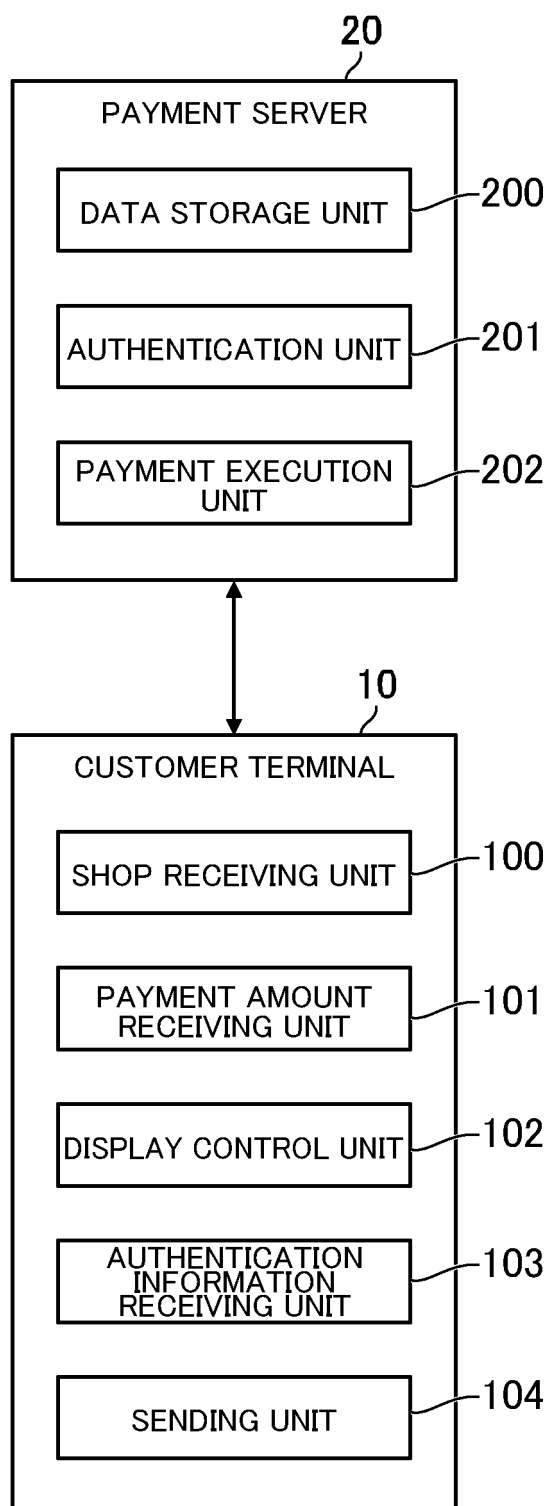 20
PAYMENT SERVER
DATA STORAGE UNIT
200
AUTHENTICATION UNIT
201
PAYMENT EXECUTION
UNIT
202
10
CUSTOMER TERMINAL
SHOP RECEIVING UNIT
100
PAYMENT AMOUNT
RECEIVING UNIT
101
DISPLAY CONTROL UNIT
102
AUTHENTICATION
INFORMATION
RECEIVING UNIT
103
SENDING UNIT
104